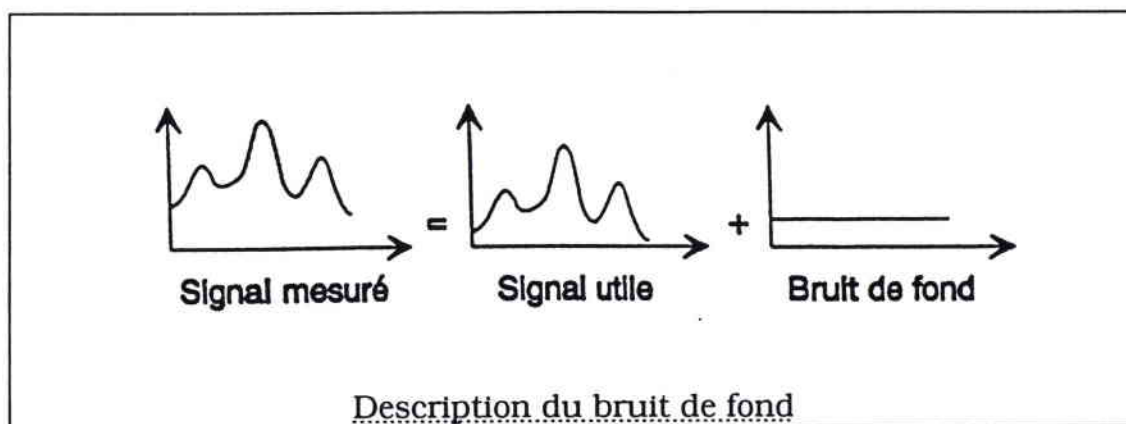 = +
Signal mesuré Signal utile Bruit de fond
Description du bruit de fond